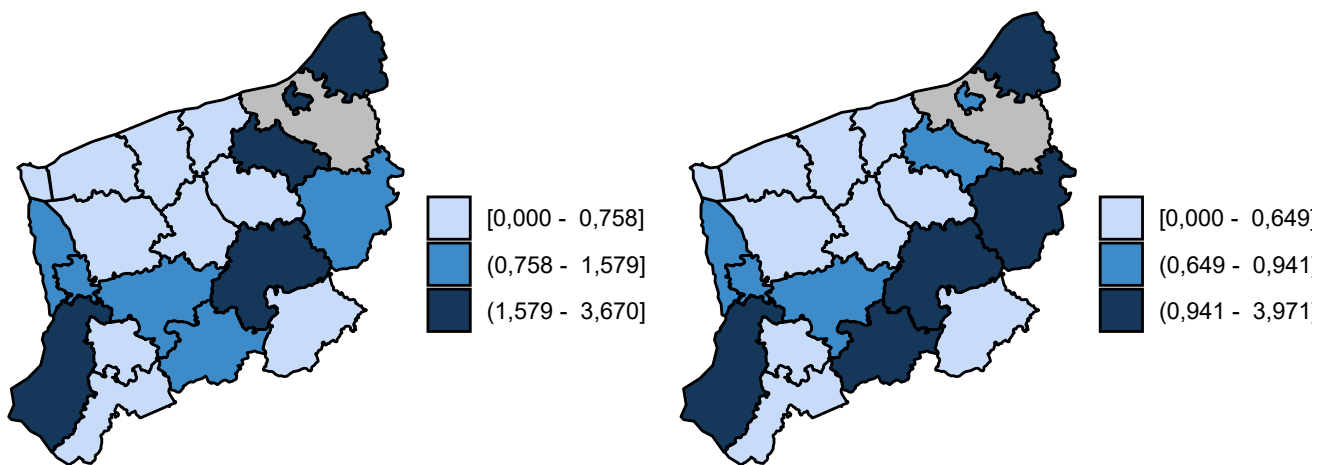 [0,000 - 0,758]
(0,758 - 1,579]
(1,579 - 3,670]
[0,000 - 0,649]
(0,649 - 0,941]
(0,941 - 3,971]